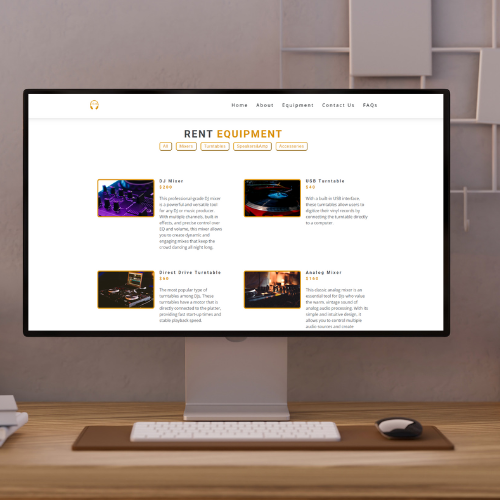 Home About Equipment Contact Us FAQs
RENT EQUIPMENT
All Mixers Turntables Speakers&Amp Accessories
DJ Mixer
$200
This professional-grade DJ mixer
is a powerful and versatile tool
for any DJ or music producer.
With multiple channels, built-in
effects, and precise control over
EQ and volume, this mixer allows
you to create dynamic and
engaging mixes that keep the
crowd dancing all night long.
USB Turntable
With a built-in USB interface,
these turntables allow users to
digitize their vinyl records by
connecting the turntable directly
to a computer.
Direct Drive Turntable
The most popular type of
turntables among DJs. These
turntables have a motor that is
directly connected to the platter,
providing fast start-up times and
stable playback speed.
Analog Mixer
This classic analog mixer is an
essential tool for DJs who value
the warm, vintage sound of
analog audio processing. With its
simple and intuitive design, it
allows you to control multiple
audio sources and create